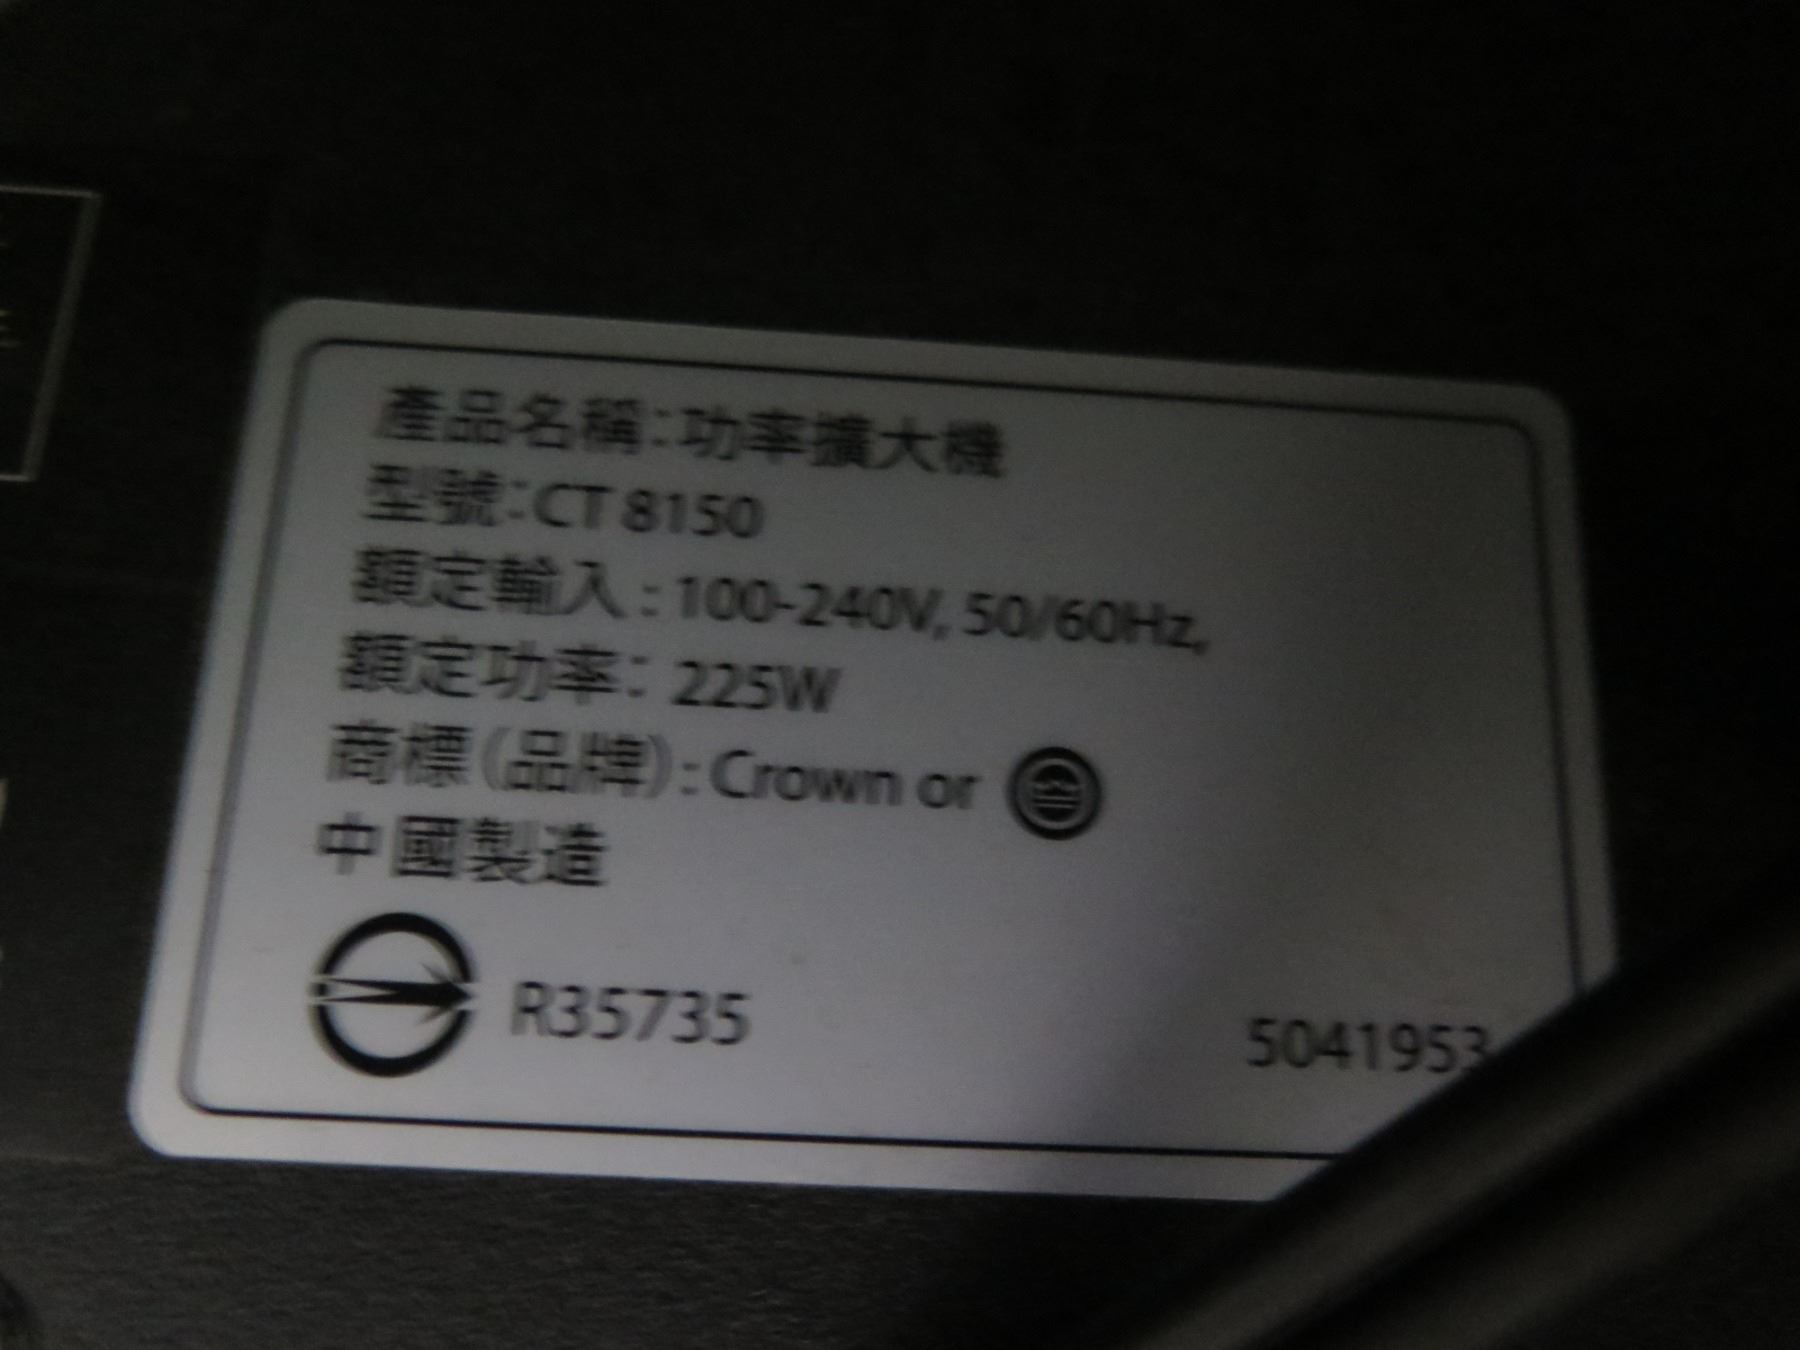 產品名稱：功率擴大機
型號：CT 8150
額定輸入：100-240V, 50/60Hz,
額定功率：225W
商標（品牌）：Crown or
中國製造
R35735
5041953